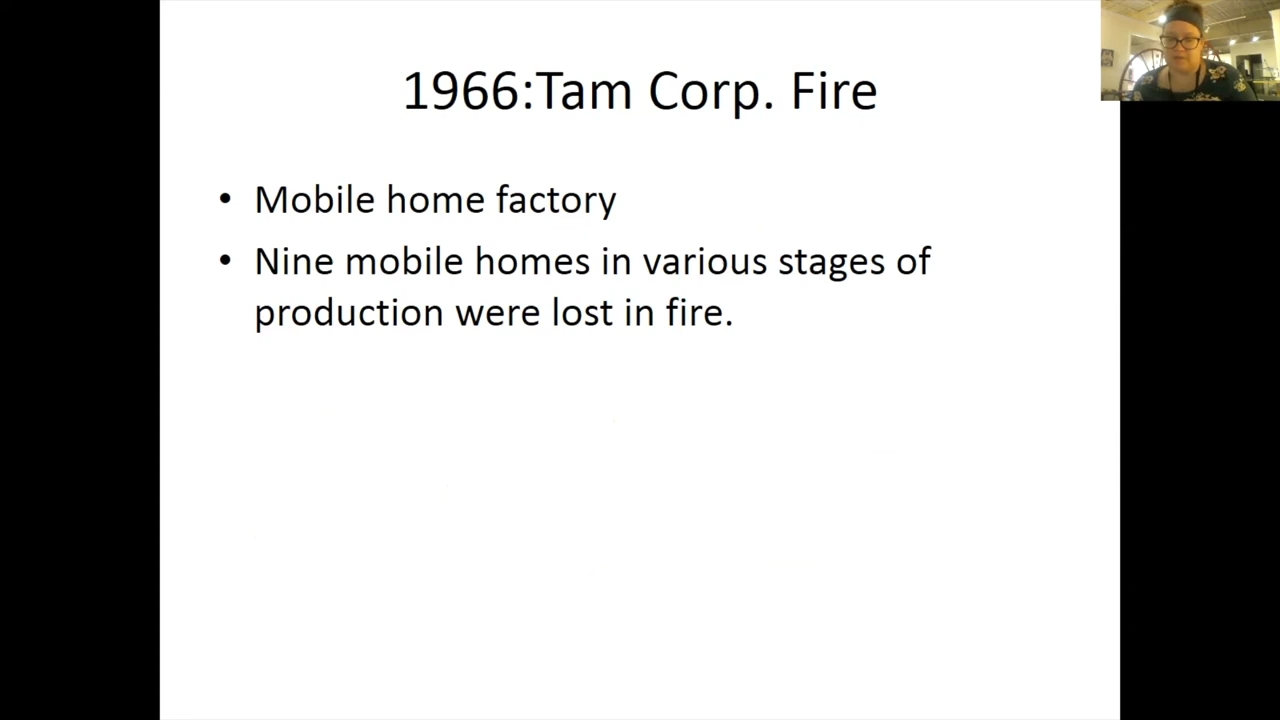 1966:Tam Corp. Fire
• Mobile home factory
• Nine mobile homes in various stages of
production were lost in fire.